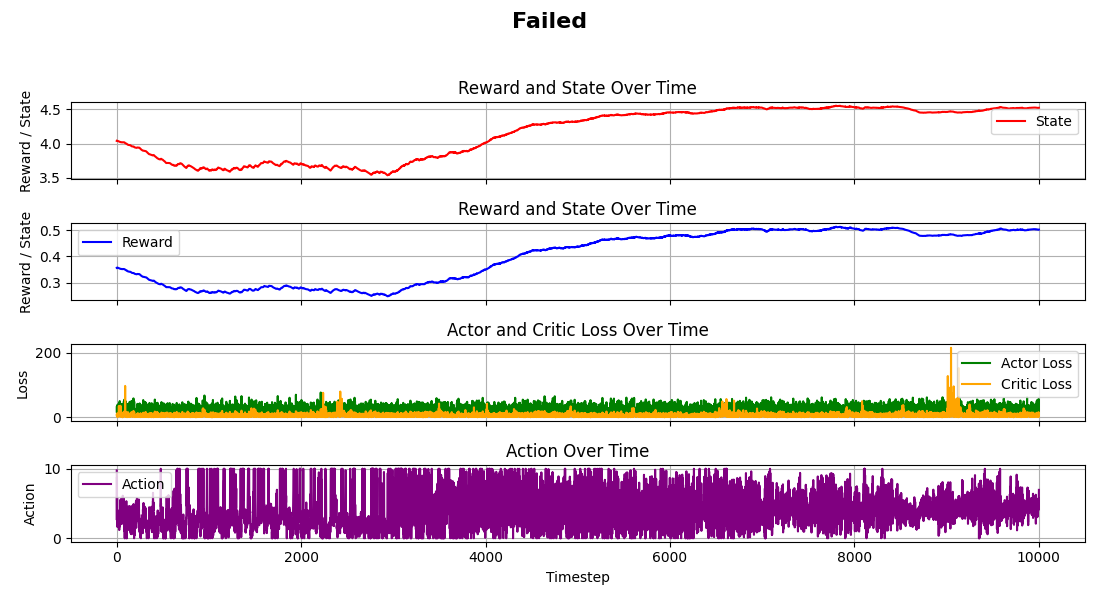 Failed
Reward and State Over Time
Reward / State
4.5
4.0
3.5
State
Reward and State Over Time
Reward / State
0.5
0.4
0.3
Reward
Actor and Critic Loss Over Time
Loss
200
0
Actor Loss
Critic Loss
Action Over Time
Action
10
0
Action
0 2000 4000 6000 8000 10000
Timestep